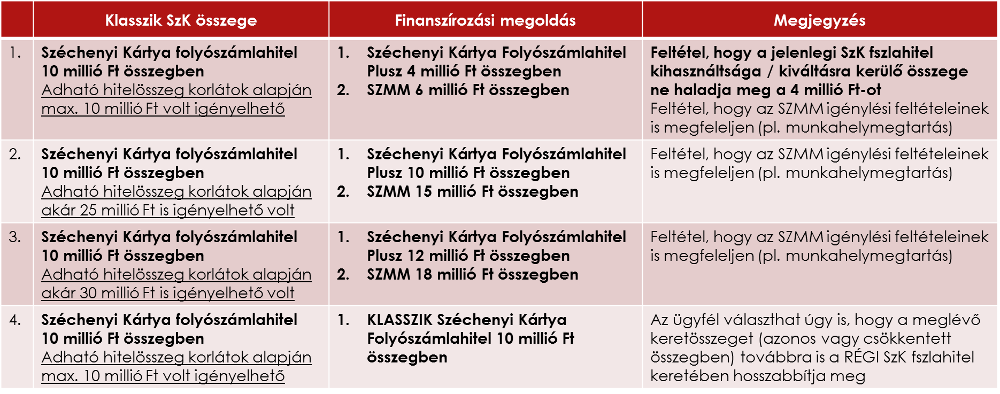 Klasszik SzK összege
Finanszírozási megoldás
Megjegyzés
1.
Széchenyi Kártya folyószámlahitel
10 millió Ft összegben
Adható hitelösszeg korlátok alapján
max. 10 millió Ft volt igényelhető
1. Széchenyi Kártya Folyószámlahitel
Plusz 4 millió Ft összegben
2. SZMM 6 millió Ft összegben
Feltétel, hogy a jelenlegi SzK fszlahitel
kihasználtsága / kiváltásra kerülő összege
ne haladja meg a 4 millió Ft-ot
Feltétel, hogy az SZMM igénylési feltételeinek
is megfeleljen (pl. munkahelymegtartás)
2.
Széchenyi Kártya folyószámlahitel
10 millió Ft összegben
Adható hitelösszeg korlátok alapján
akár 25 millió Ft is igényelhető volt
1. Széchenyi Kártya Folyószámlahitel
Plusz 10 millió Ft összegben
2. SZMM 15 millió Ft összegben
Feltétel, hogy az SZMM igénylési feltételeinek
is megfeleljen (pl. munkahelymegtartás)
3.
Széchenyi Kártya folyószámlahitel
10 millió Ft összegben
Adható hitelösszeg korlátok alapján
akár 30 millió Ft is igényelhető volt
1. Széchenyi Kártya Folyószámlahitel
Plusz 12 millió Ft összegben
2. SZMM 18 millió Ft összegben
Feltétel, hogy az SZMM igénylési feltételeinek
is megfeleljen (pl. munkahelymegtartás)
4.
Széchenyi Kártya folyószámlahitel
10 millió Ft összegben
Adható hitelösszeg korlátok alapján
max. 10 millió Ft volt igényelhető
1. KLASSZIK Széchenyi Kártya
Folyószámlahitel 10 millió Ft
összegben
Az ügyfél választhat úgy is, hogy a meglévő
keretösszeget (azonos vagy csökkentett
összegben) továbbra is a RÉGI SzK fszlahitel
keretében hosszabbítja meg